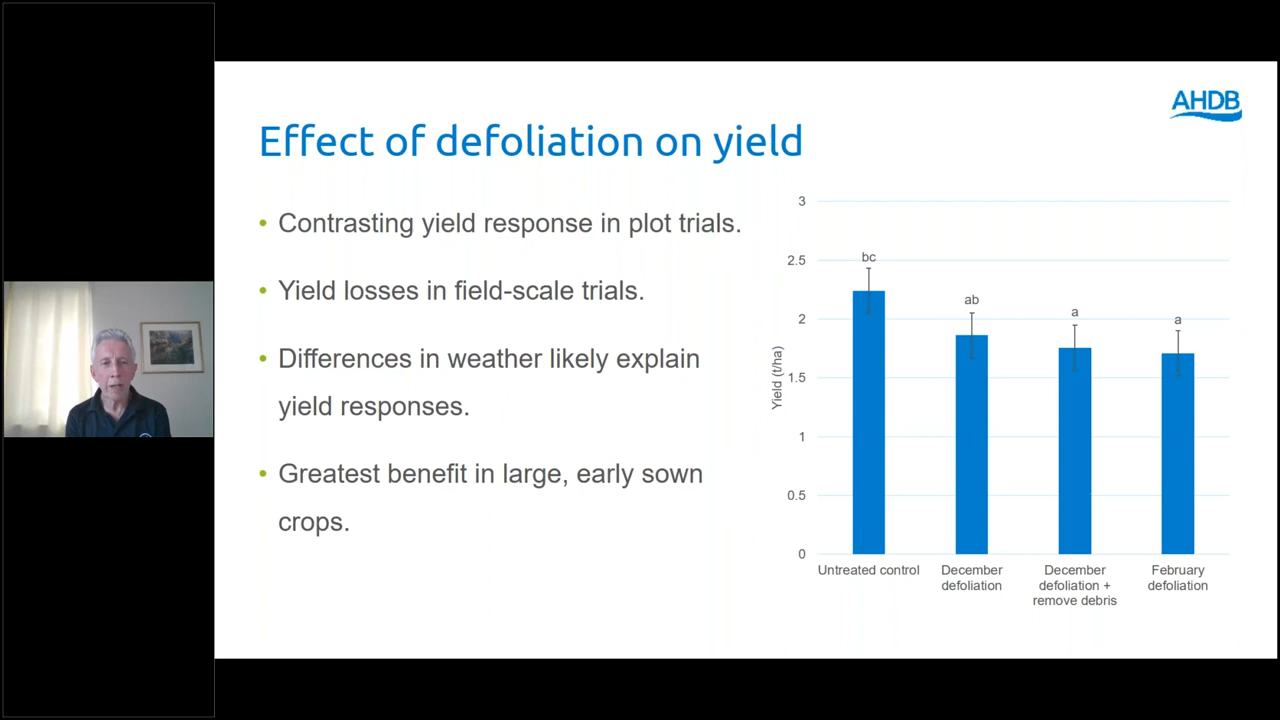 AHDB
Effect of defoliation on yield
• Contrasting yield response in plot trials.
• Yield losses in field-scale trials.
• Differences in weather likely explain
yield responses.
• Greatest benefit in large, early sown
crops.
3
2.5
2
1.5
1
0.5
0
Yield (t/ha)
bc
ab
a
a
Untreated control
December
defoliation
December
defoliation +
remove debris
February
defoliation